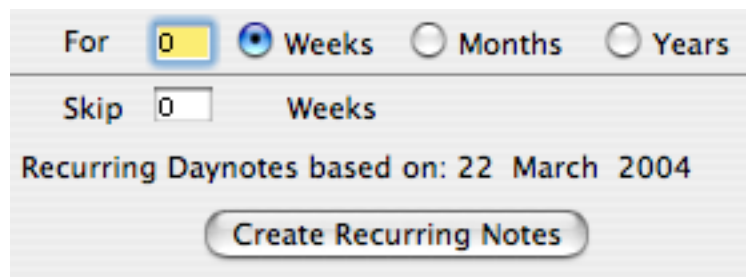 For 0 Weeks Months Years
Skip 0 Weeks
Recurring Daynotes based on: 22 March 2004
Create Recurring Notes